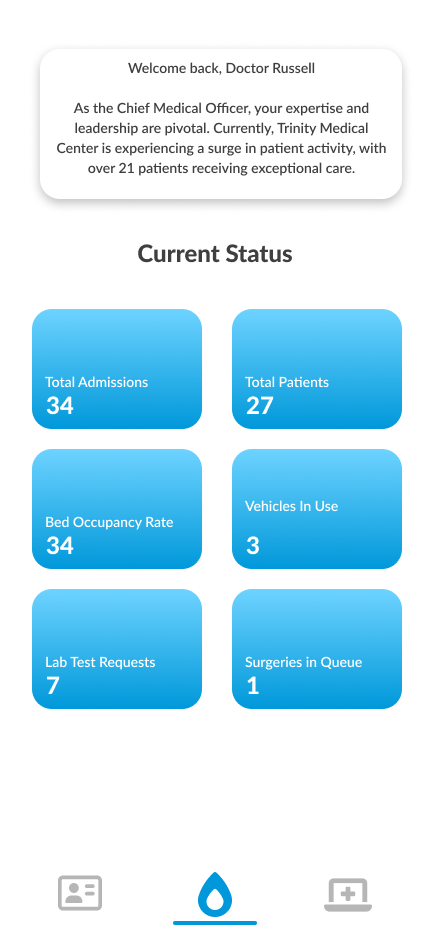 Welcome back, Doctor Russell
As the Chief Medical Officer, your expertise and
leadership are pivotal. Currently, Trinity Medical
Center is experiencing a surge in patient activity, with
over 21 patients receiving exceptional care.
Current Status
Total Admissions
34
Total Patients
27
Bed Occupancy Rate
34
Vehicles In Use
3
Lab Test Requests
7
Surgeries in Queue
1